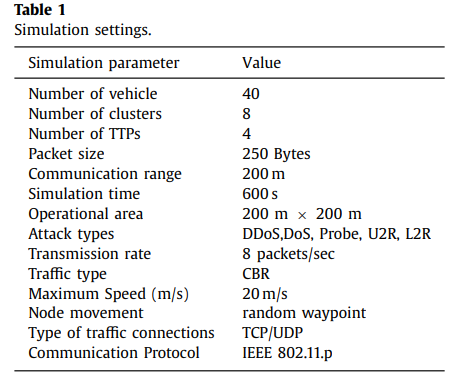 Table 1
Simulation settings.
Simulation parameter Value
Number of vehicle 40
Number of clusters 8
Number of TTPs 4
Packet size 250 Bytes
Communication range 200 m
Simulation time 600 s
Operational area 200 m × 200 m
Attack types DDoS,DoS, Probe, U2R, L2R
Transmission rate 8 packets/sec
Traffic type CBR
Maximum Speed (m/s) 20 m/s
Node movement random waypoint
Type of traffic connections TCP/UDP
Communication Protocol IEEE 802.11.p